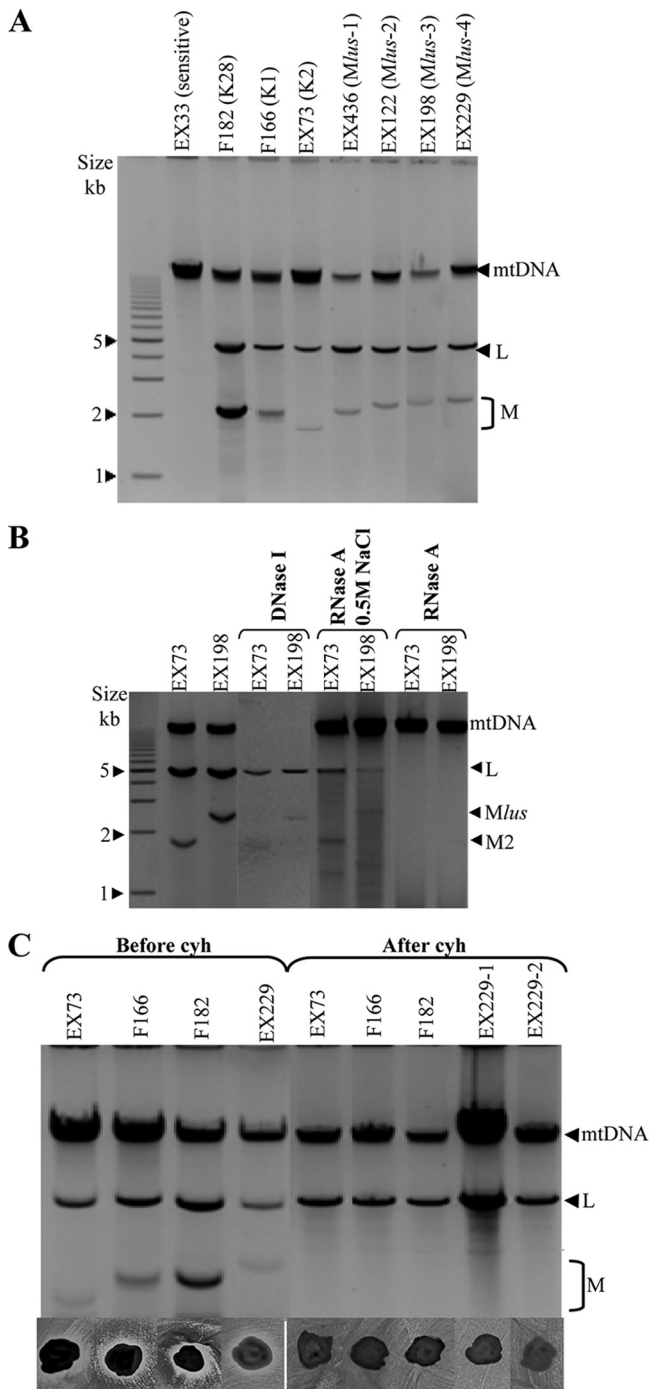 A
EX33 (sensitive)
F182 (K28)
F166 (K1)
EX73 (K2)
EX436 (Mlus-1)
EX122 (Mlus-2)
EX198 (Mlus-3)
EX229 (Mlus-4)
Size
kb
mtDNA
5
L
2
M
1
B
DNase I
RNase A
0.5M NaCl
RNase A
EX73
EX198
EX73
EX198
EX73
EX198
EX73
EX198
Size
kb
mtDNA
5
L
Mlus
2
M2
1
C
Before cyh
After cyh
EX73
F166
F182
EX229
EX73
F166
F182
EX229-1
EX229-2
mtDNA
L
M